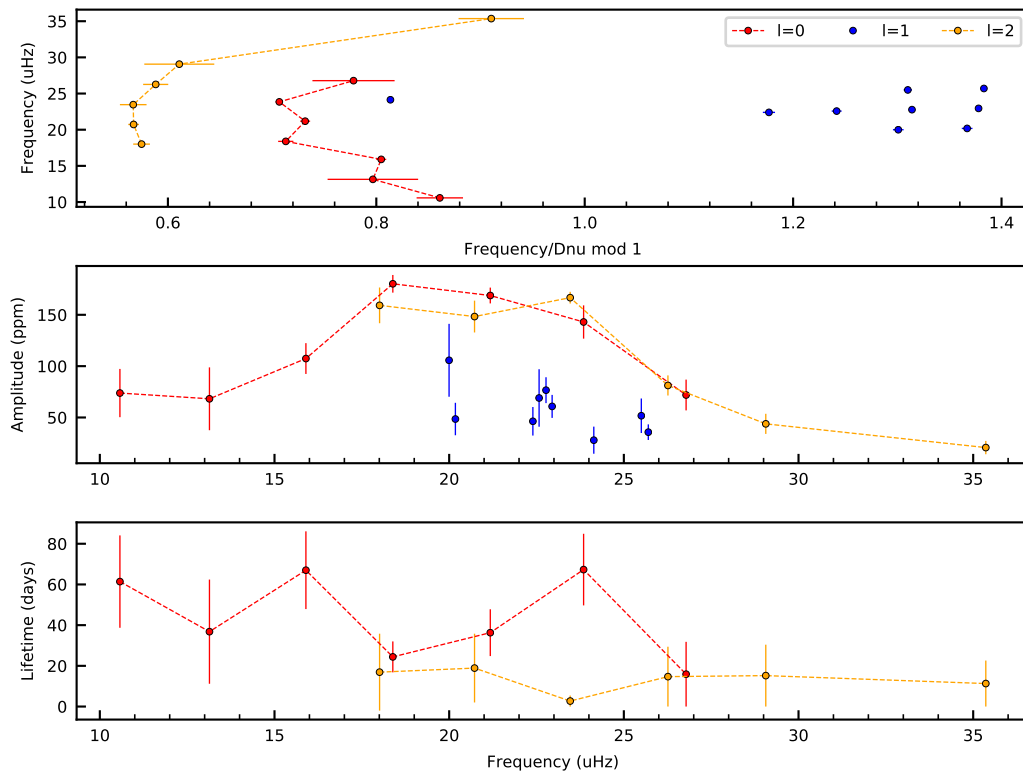 35
30
25
20
15
10
Frequency (uHz)
l=0 l=1 l=2
0.6 0.8 1.0 1.2 1.4
Frequency/Dnu mod 1
150
100
50
Amplitude (ppm)
10 15 20 25 30 35
80
60
40
20
0
Lifetime (days)
10 15 20 25 30 35
Frequency (uHz)